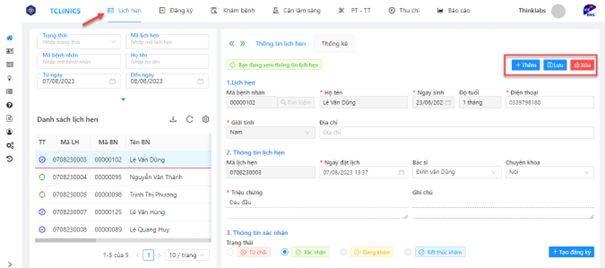 TCLINICS
Lịch hẹn
Đăng ký
Khám bệnh
Cận lâm sàng
PT - TT
Thu chi
Báo cáo
Thinklabs
Trạng thái
Nhập trạng thái
Mã lịch hẹn
Nhập mã lịch hẹn
Mã bệnh nhân
Nhập mã bệnh nhân
Họ tên
Nhập họ tên
Từ ngày
07/08/2023
Đến ngày
08/08/2023
Danh sách lịch hẹn
TT Mã LH Mã BN Tên BN
0708230003 00000102 Lê Văn Dũng
0708230004 00000095 Nguyễn Văn Thành
0708230005 00000098 Trịnh Thị Phương
0708230007 00000125 Lê Văn Hùng
0708230008 00000089 Lê Quang Huy
1-5 của 5 < 1 > 10 / trang
Thông tin lịch hẹn
Thống kê
Bạn đang xem thông tin lịch hẹn
+ Thêm
Lưu
Xóa
1.Lịch hẹn
Mã bệnh nhân * Họ tên * Ngày sinh Độ tuổi * Điện thoại
00000102 Tìm kiếm Lê Văn Dũng 23/06/202 1 tháng 0339798180
* Giới tính Địa chỉ
Nam Địa chỉ
2. Thông tin lịch hẹn
Mã lịch hẹn * Ngày đặt lịch Bác sĩ Chuyên khoa
0708230003 07/08/2023 13:37 Đinh Văn Dũng Nội
* Triệu chứng Ghi chú
Đau đầu
3. Thông tin xác nhận
Trạng thái
Từ chối Xác nhận Đang khám Kết thúc khám
+ Tạo đăng ký